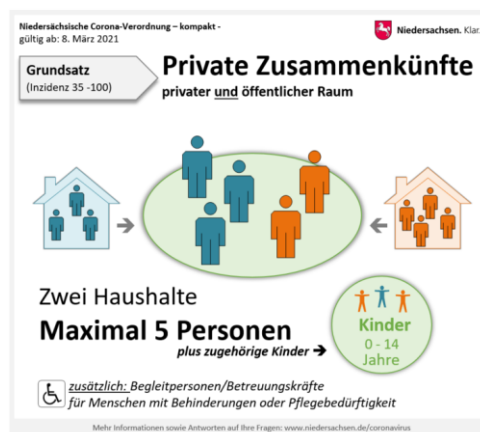 Niedersächsische Corona-Verordnung – kompakt -
gültig ab: 8. März 2021
Niedersachsen. Klar.
Grundsatz
(Inzidenz 35 -100)
Private Zusammenkünfte
privater und öffentlicher Raum
Zwei Haushalte
Maximal 5 Personen
plus zugehörige Kinder ➔
Kinder
0 - 14
Jahre
zusätzlich: Begleitpersonen/Betreuungskräfte
für Menschen mit Behinderungen oder Pflegebedürftigkeit
Mehr Informationen sowie Antworten auf Ihre Fragen: www.niedersachsen.de/coronavirus